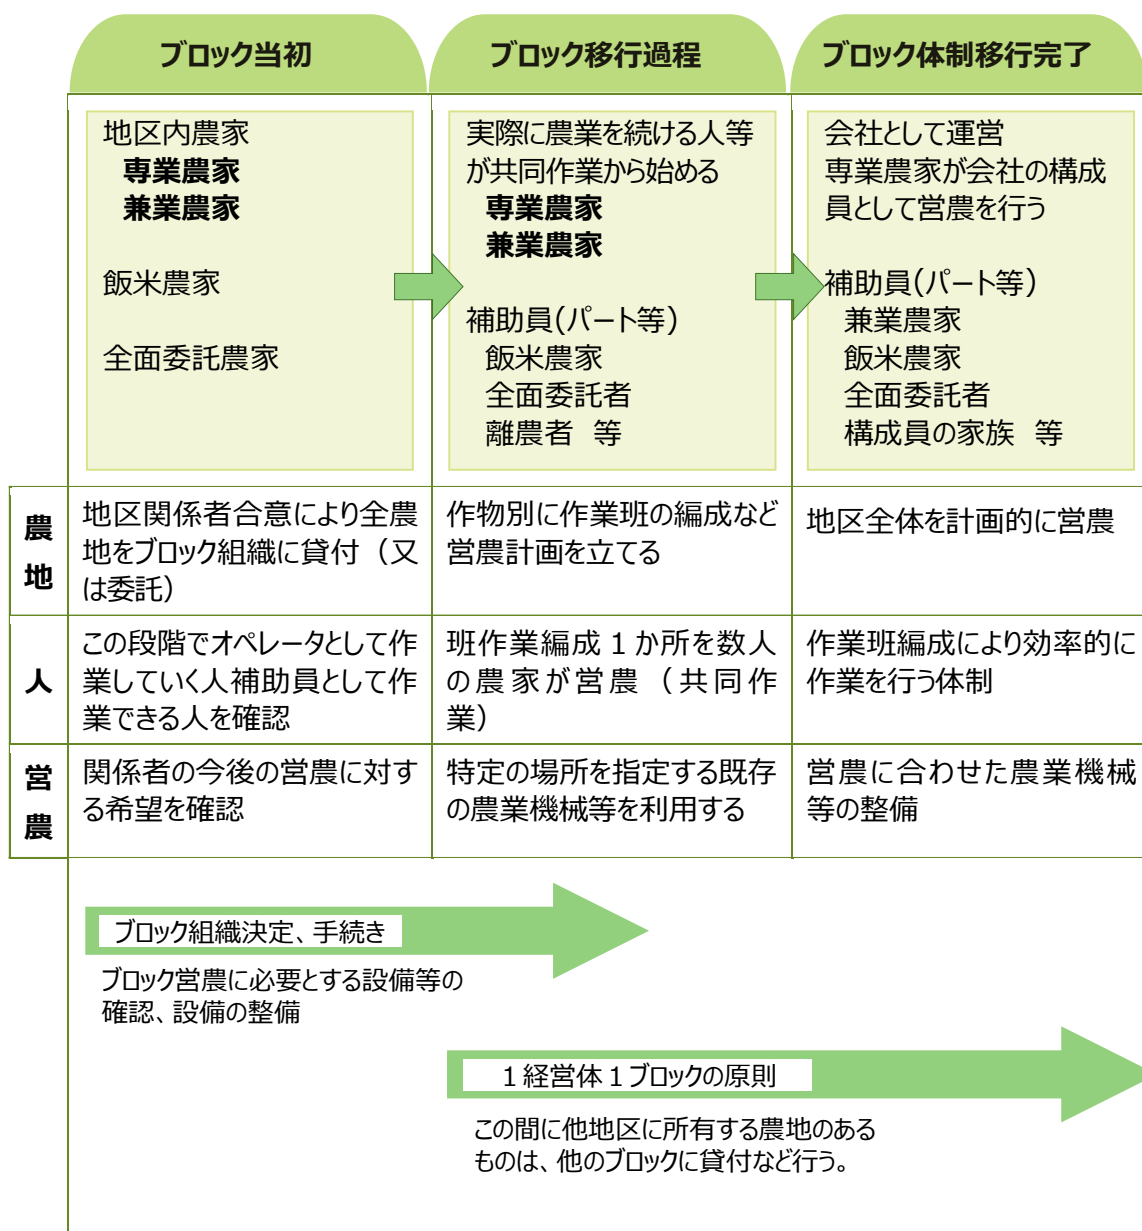 ブロック当初
ブロック移行過程
ブロック体制移行完了
地区内農家
専業農家
兼業農家
飯米農家
全面委託農家
実際に農業を続ける人等
が共同作業から始める
専業農家
兼業農家
補助員(パート等)
飯米農家
全面委託者
離農者 等
会社として運営
専業農家が会社の構成
員として営農を行う
補助員(パート等)
兼業農家
飯米農家
全面委託者
構成員の家族 等
農地
地区関係者合意により全農
地をブロック組織に貸付（又
は委託）
作物別に作業班の編成など
営農計画を立てる
地区全体を計画的に営農
人
この段階でオペレータとして作
業していく人補助員として作
業できる人を確認
班作業編成１か所を数人
の農家が営農（共同作
業）
作業班編成により効率的に
作業を行う体制
営農
関係者の今後の営農に対す
る希望を確認
特定の場所を指定する既存
の農業機械等を利用する
営農に合わせた農業機械
等の整備
ブロック組織決定、手続き
ブロック営農に必要とする設備等の
確認、設備の整備
１経営体１ブロックの原則
この間に他地区に所有する農地のある
ものは、他のブロックに貸付など行う。